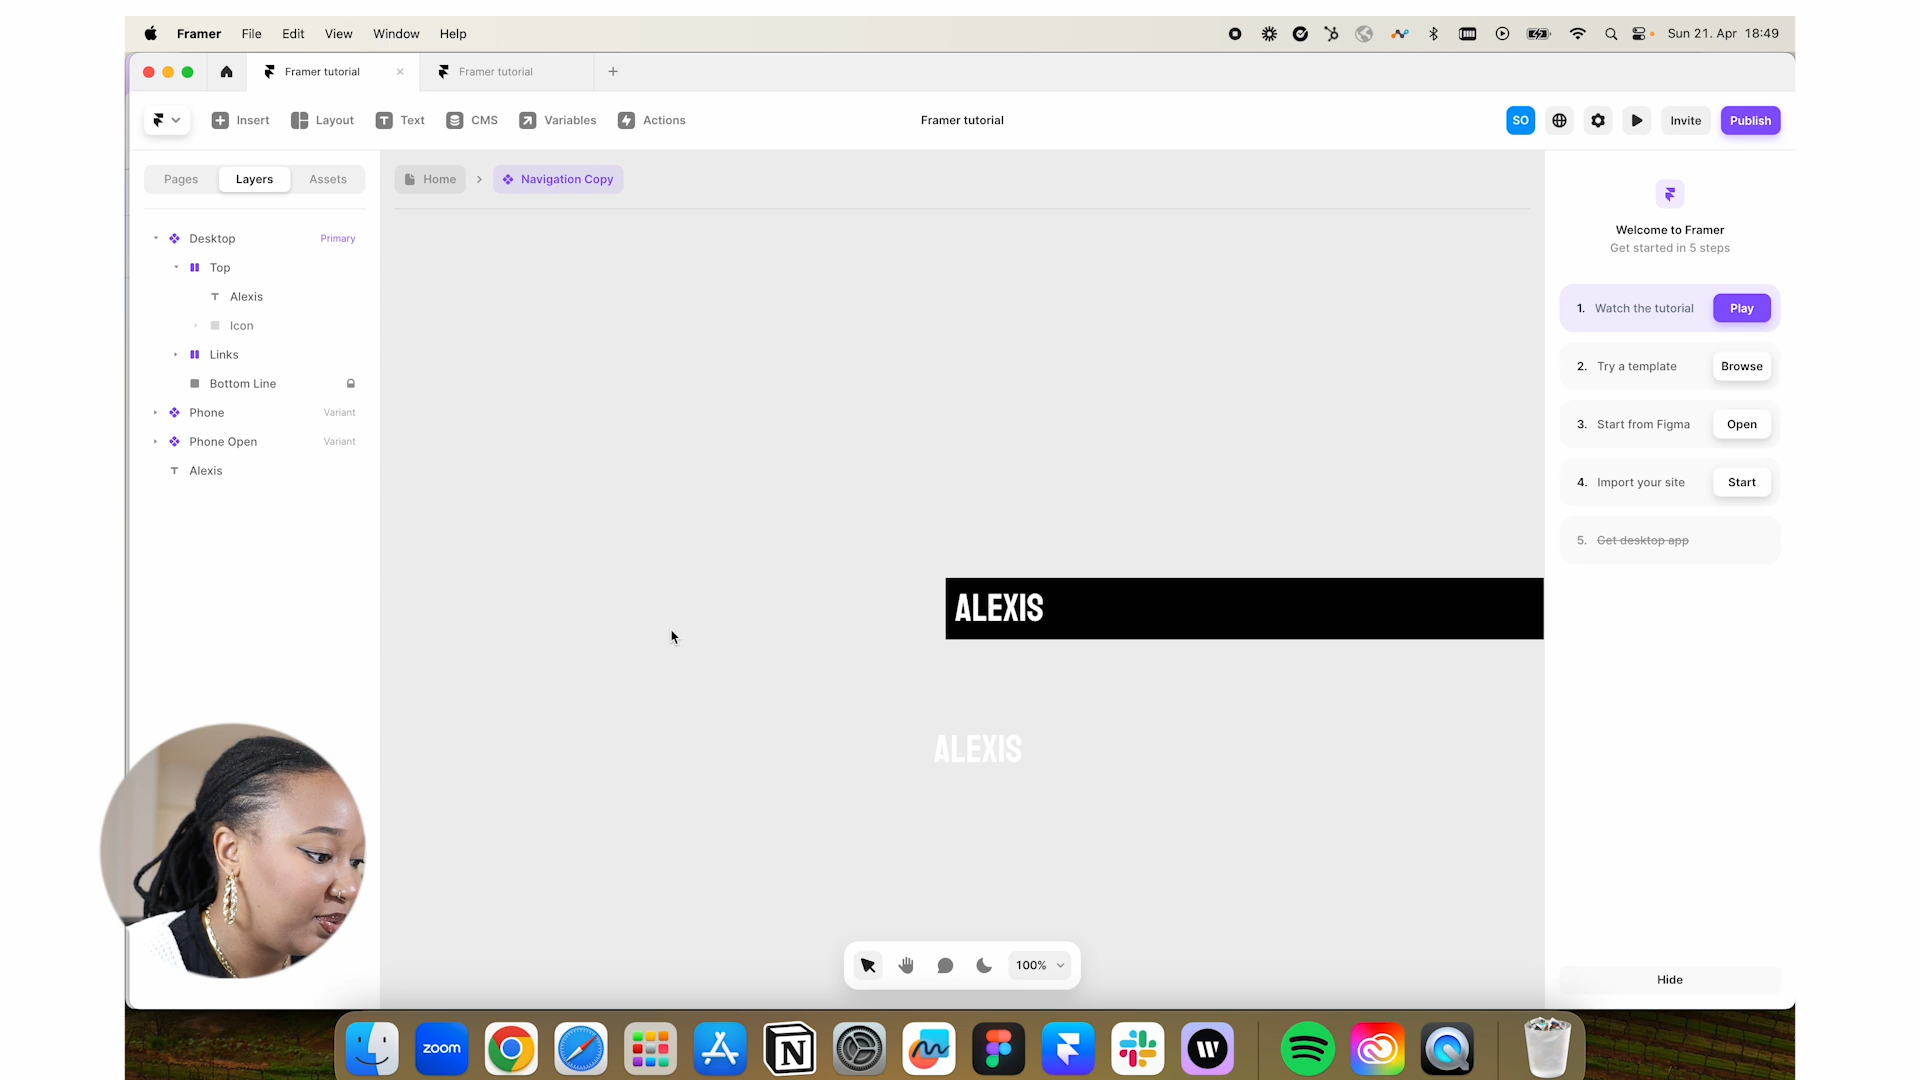 Framer File Edit View Window Help
Sun 21. Apr 18:49
Framer tutorial
Framer tutorial
Insert Layout Text CMS Variables Actions
Framer tutorial
SO
Invite
Publish
Pages Layers Assets
Home
Navigation Copy
Desktop Primary
Top
Alexis
Icon
Links
Bottom Line
Phone Variant
Phone Open Variant
Alexis
ALEXIS
ALEXIS
100%
Welcome to Framer
Get started in 5 steps
1. Watch the tutorial Play
2. Try a template Browse
3. Start from Figma Open
4. Import your site Start
5. Get desktop app
Hide
zoom